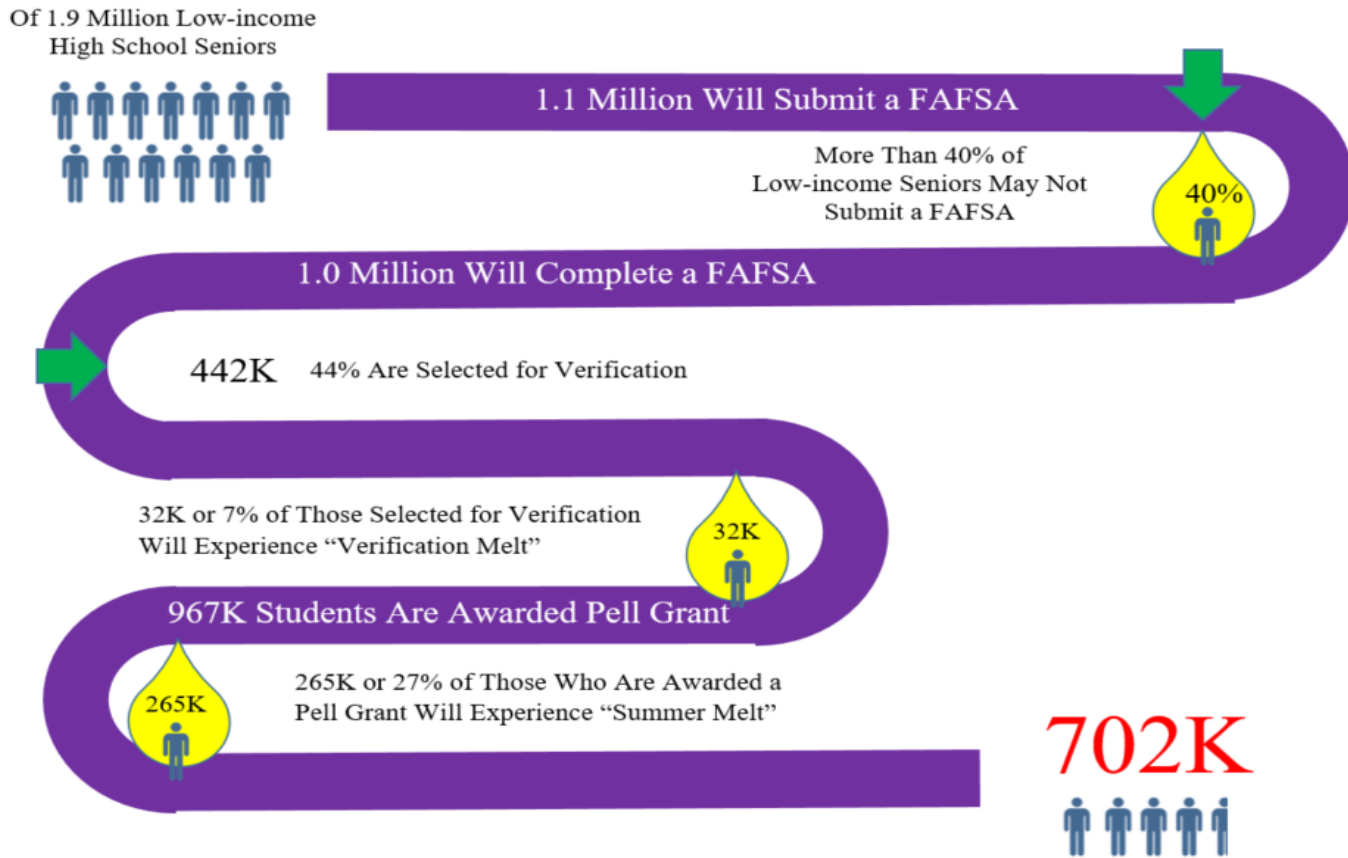 Of 1.9 Million Low-income
High School Seniors
1.1 Million Will Submit a FAFSA
More Than 40% of
Low-income Seniors May Not
Submit a FAFSA
40%
1.0 Million Will Complete a FAFSA
442K
44% Are Selected for Verification
32K or 7% of Those Selected for Verification
Will Experience “Verification Melt”
32K
967K Students Are Awarded Pell Grant
265K
265K or 27% of Those Who Are Awarded a
Pell Grant Will Experience “Summer Melt”
702K